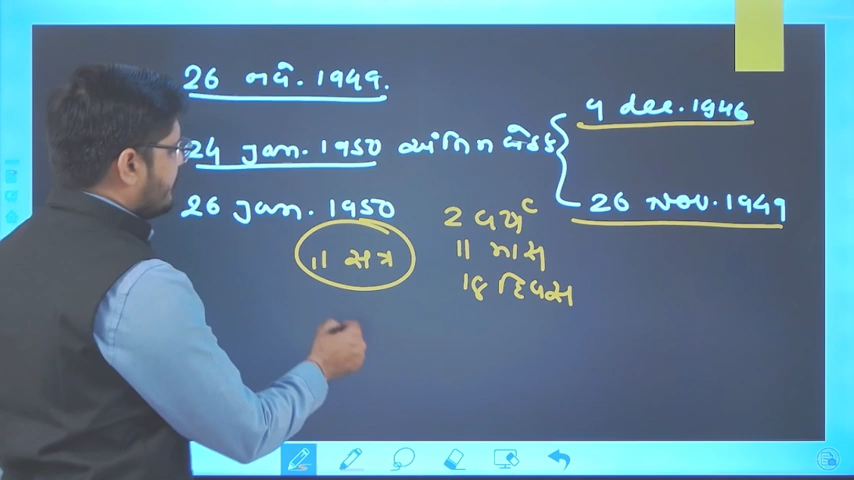 26 નવે. 1949.
24 Jan. 1950 અંતિમ બેઠક
26 Jan. 1950
11 સત્ર
9 dec. 1946
26 Nov. 1949
2 વર્ષ
11 માસ
18 દિવસ